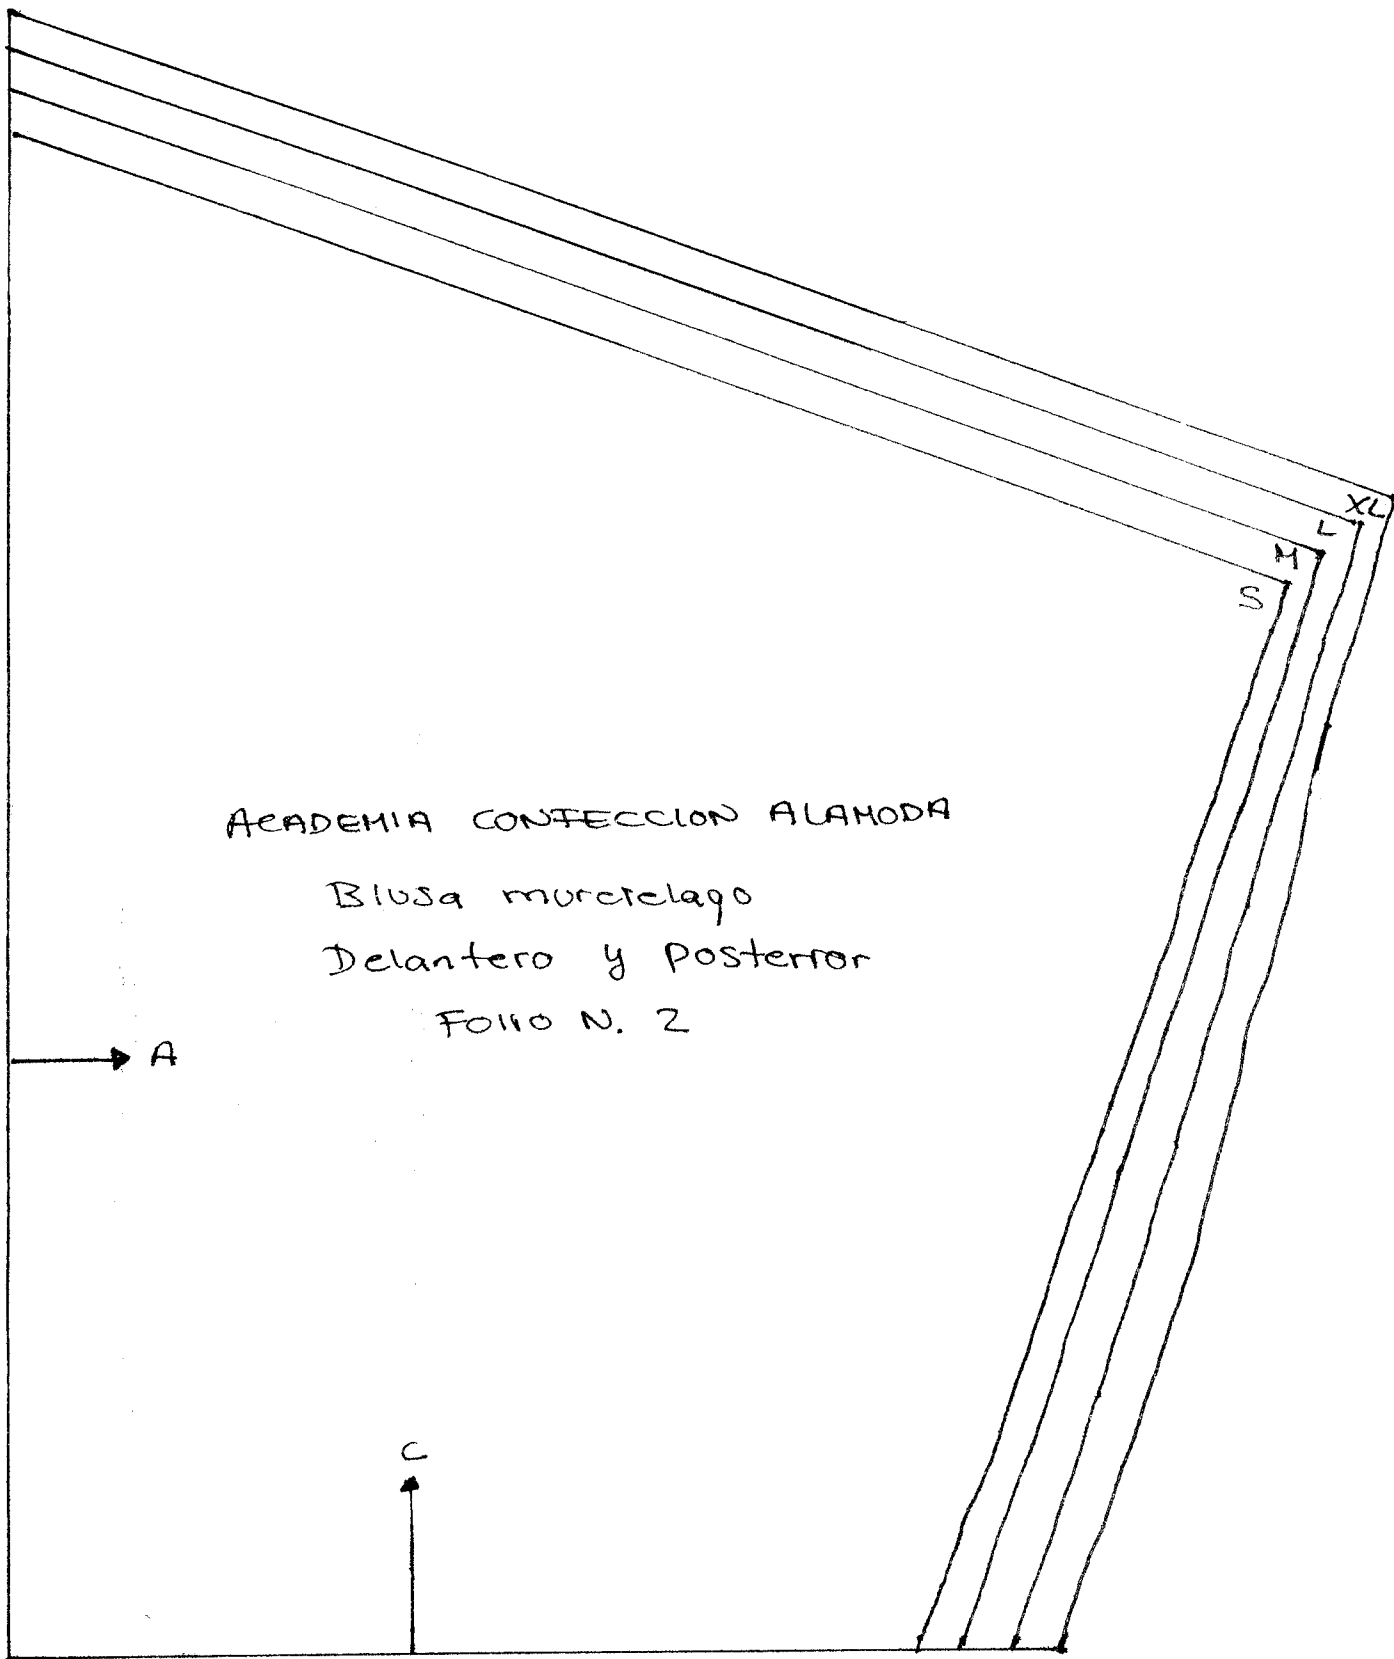 XL
L
M
S
ACADEMIA CONFECCION ALAMODA
Blusa murcielago
Delantero y Posterior
Folio N. 2
A
C